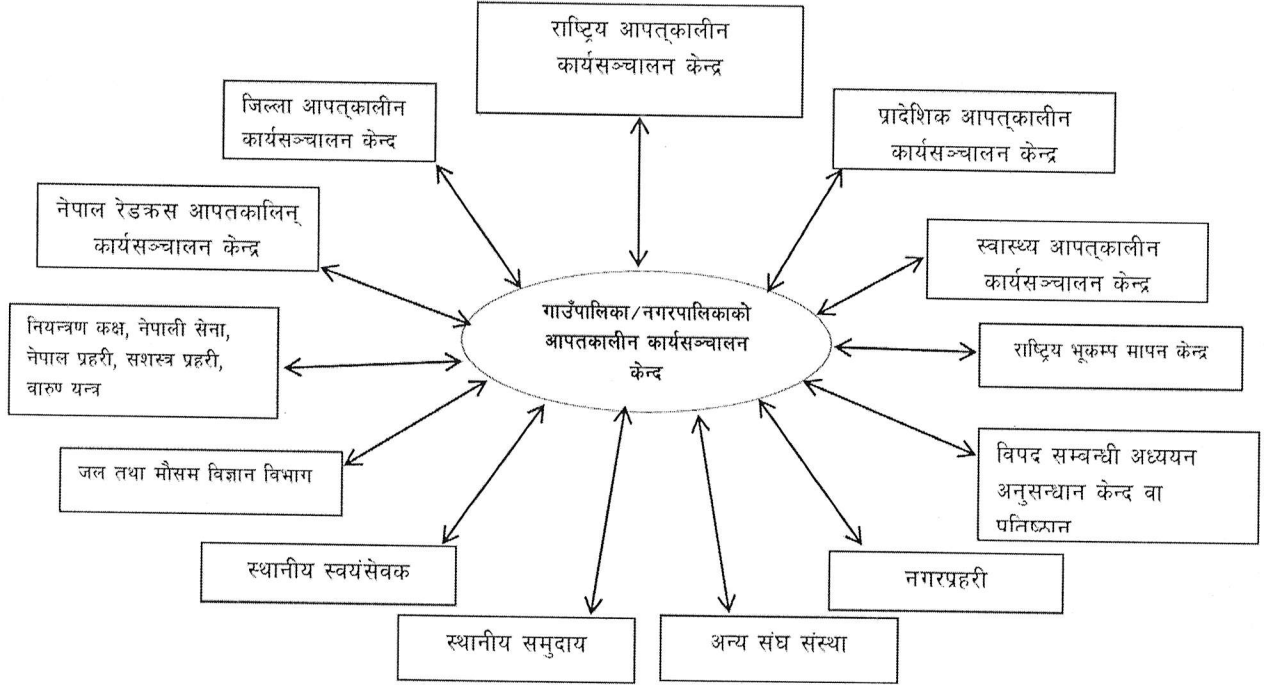 राष्ट्रिय आपत्‌कालीन
कार्यसञ्चालन केन्द्र
जिल्ला आपत्‌कालीन
कार्यसञ्चालन केन्द
प्रादेशिक आपत्‌कालीन
कार्यसञ्चालन केन्द्र
नेपाल रेडक्रस आपतकालिन्
कार्यसञ्चालन केन्द्र
स्वास्थ्य आपत्‌कालीन
कार्यसञ्चालन केन्द्र
गाउँपालिका/नगरपालिकाको
आपतकालीन कार्यसञ्चालन
केन्द
नियन्त्रण कक्ष, नेपाली सेना,
नेपाल प्रहरी, सशस्त्र प्रहरी,
वारुण यन्त्र
राष्ट्रिय भूकम्प मापन केन्द्र
जल तथा मौसम विज्ञान विभाग
विपद सम्बन्धी अध्ययन
अनुसन्धान केन्द वा
प्रतिष्ठान
स्थानीय स्वयंसेवक
नगरप्रहरी
स्थानीय समुदाय
अन्य संघ संस्था